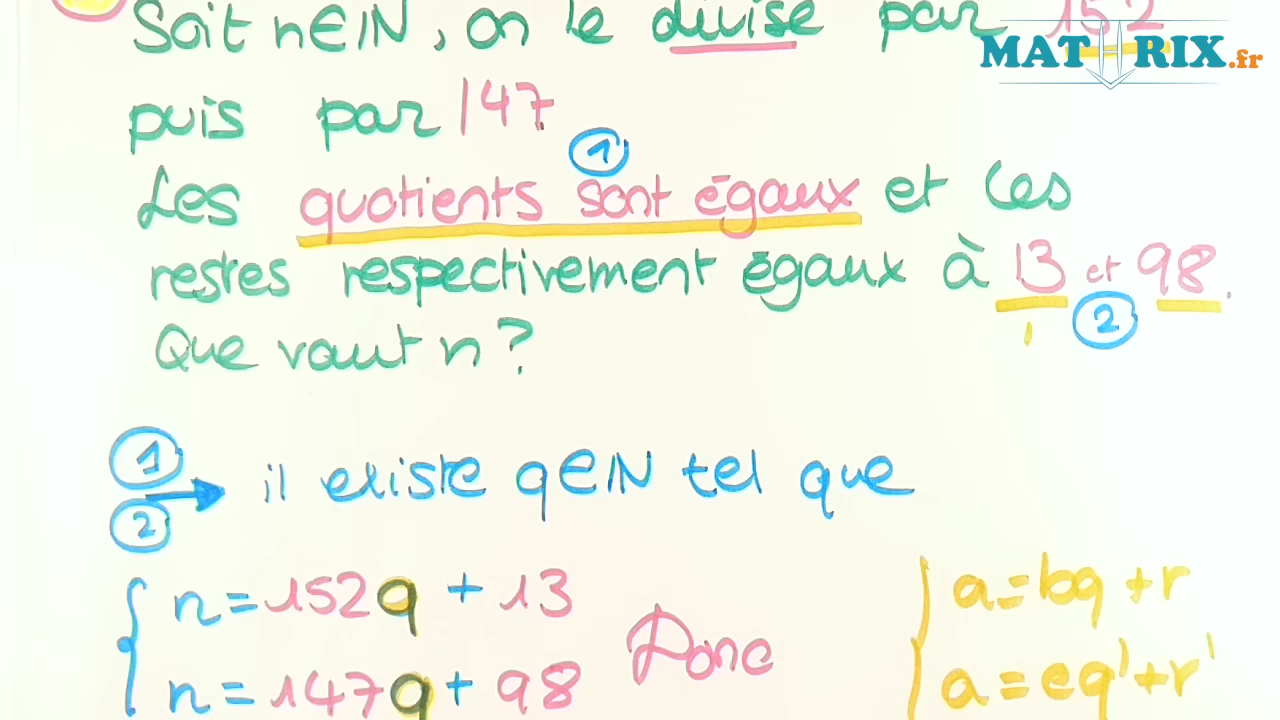 Soit n∈ℕ, on le divise par 152
MATHRIX.fr
puis par 147
①
Les quotients sont égaux et les
restes respectivement égaux à 13 et 98.
②
Que vaut n?
①
② → il existe q∈ℕ tel que
{ n = 152q + 13
n = 147q + 98
Donc
{ a = bq + r
a = eq' + r'